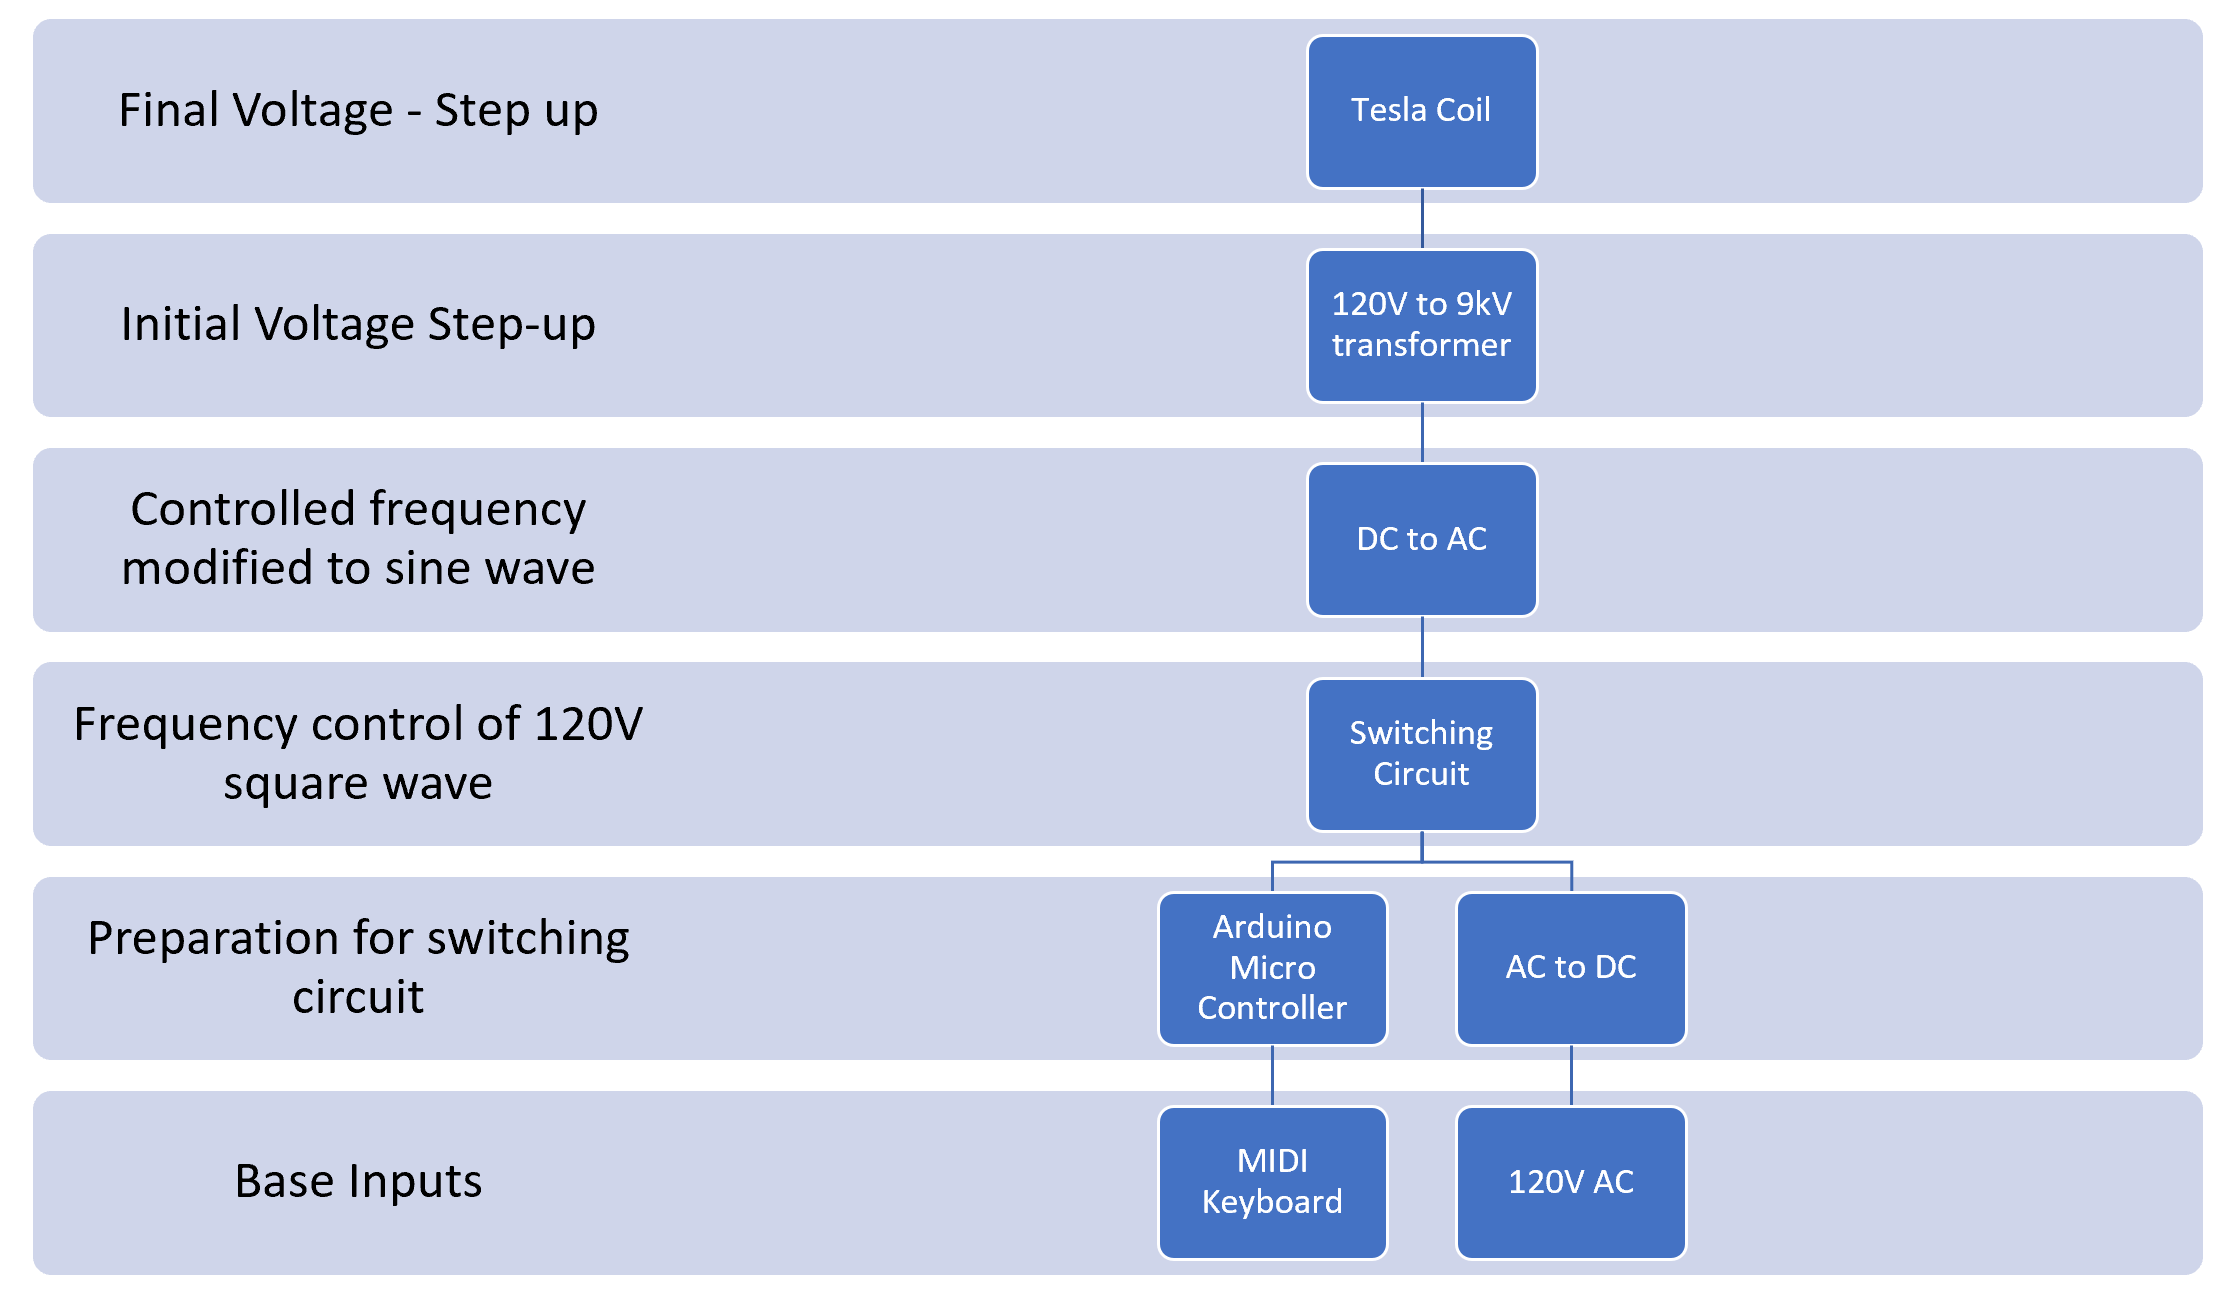 Final Voltage - Step up
Tesla Coil
Initial Voltage Step-up
120V to 9kV
transformer
Controlled frequency
modified to sine wave
DC to AC
Frequency control of 120V
square wave
Switching
Circuit
Preparation for switching
circuit
Arduino
Micro
Controller
AC to DC
Base Inputs
MIDI
Keyboard
120V AC